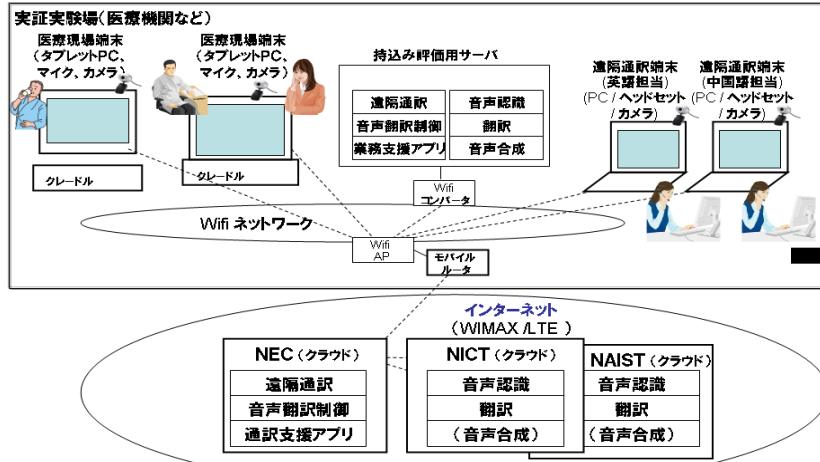 実証実験場(医療機関など)
医療現場端末
(タブレットPC、
マイク、カメラ)
医療現場端末
(タブレットPC、
マイク、カメラ)
持込み評価用サーバ
遠隔通訳
音声認識
音声翻訳制御
翻訳
業務支援アプリ
音声合成
遠隔通訳端末
(英語担当)
(PC / ヘッドセット
/ カメラ)
遠隔通訳端末
(中国語担当)
(PC / ヘッドセット
/ カメラ)
クレードル
クレードル
Wifi
コンバータ
Wifi ネットワーク
Wifi
AP
モバイル
ルータ
インターネット
(WIMAX /LTE )
NEC (クラウド)
遠隔通訳
音声翻訳制御
通訳支援アプリ
NICT (クラウド)
音声認識
翻訳
(音声合成)
NAIST (クラウド)
音声認識
翻訳
(音声合成)